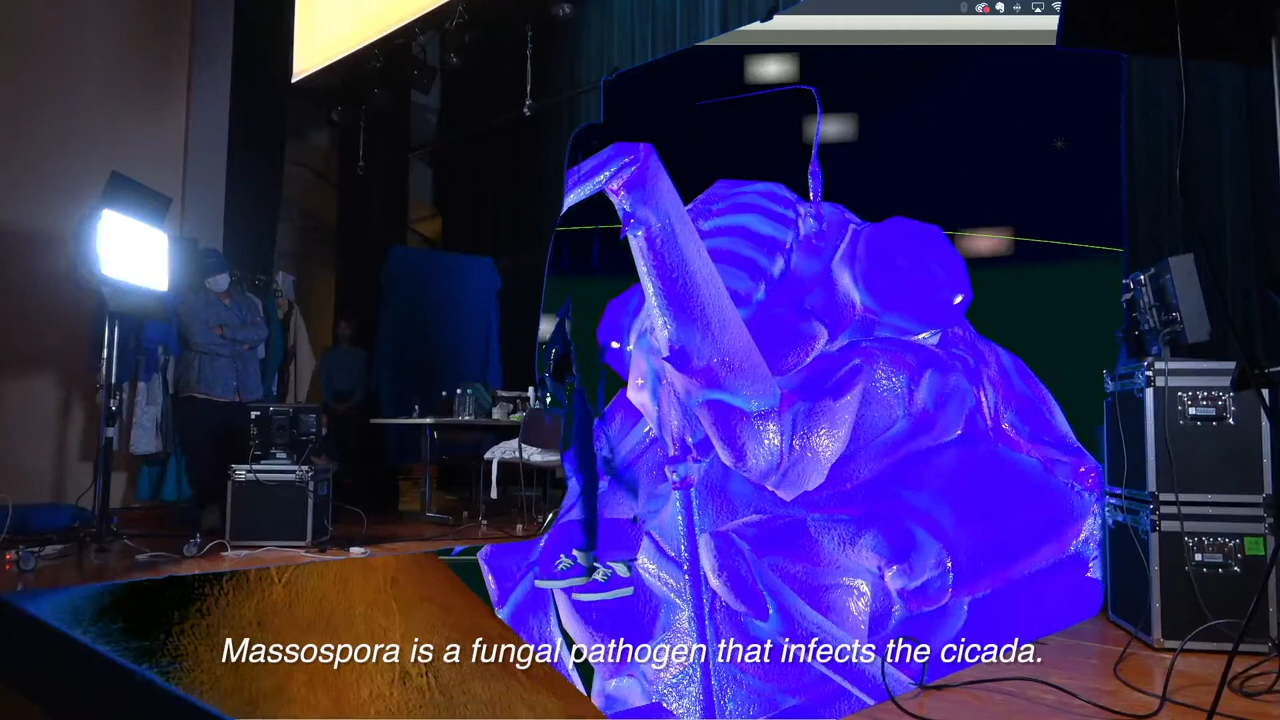 Massospora is a fungal pathogen that infects the cicada.